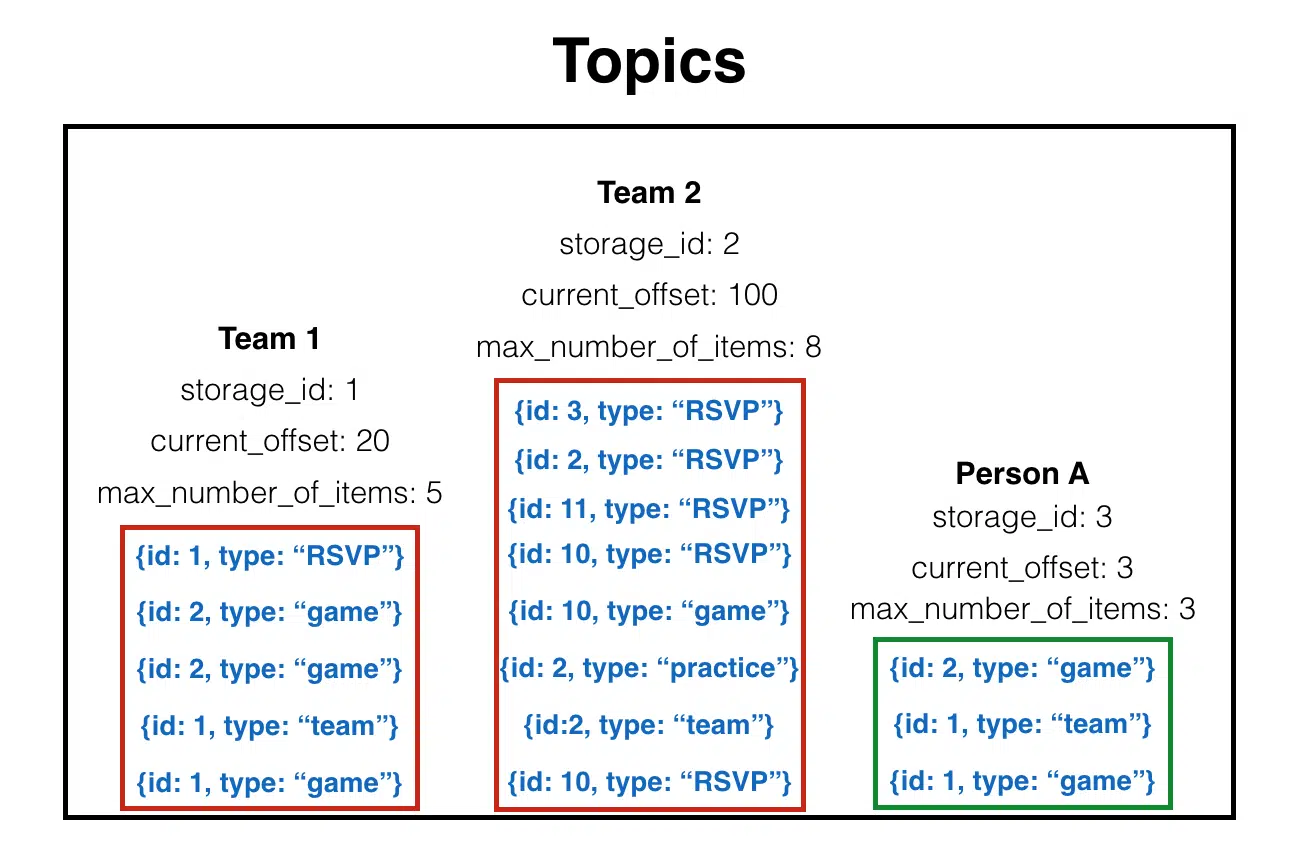 Topics
Team 1
storage_id: 1
current_offset: 20
max_number_of_items: 5
{id: 1, type: “RSVP”}
{id: 2, type: “game”}
{id: 2, type: “game”}
{id: 1, type: “team”}
{id: 1, type: “game”}
Team 2
storage_id: 2
current_offset: 100
max_number_of_items: 8
{id: 3, type: “RSVP”}
{id: 2, type: “RSVP”}
{id: 11, type: “RSVP”}
{id: 10, type: “RSVP”}
{id: 10, type: “game”}
{id: 2, type: “practice”}
{id:2, type: “team”}
{id: 10, type: “RSVP”}
Person A
storage_id: 3
current_offset: 3
max_number_of_items: 3
{id: 2, type: “game”}
{id: 1, type: “team”}
{id: 1, type: “game”}